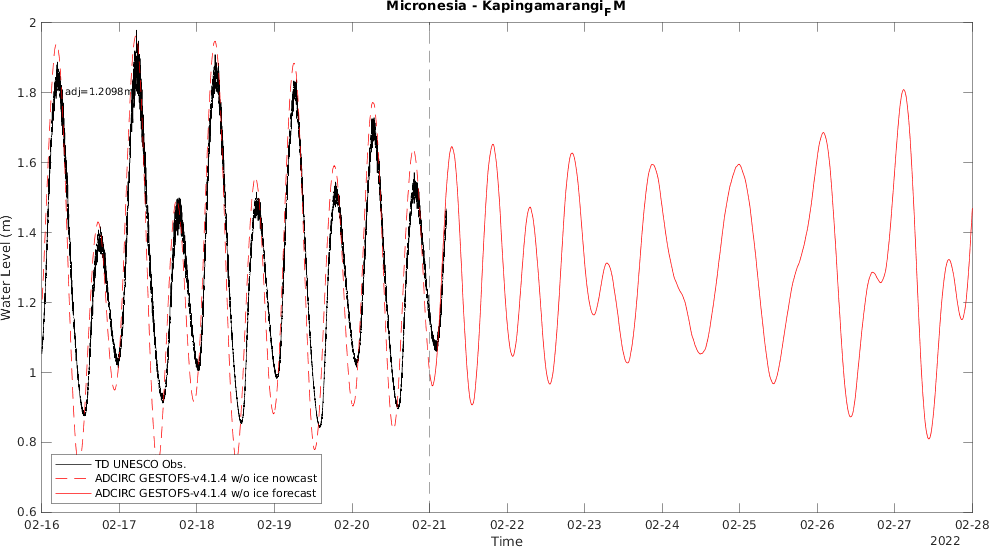 Micronesia - KapingamarangiFM
2
1.8
1.6
1.4
1.2
1
0.8
0.6
Water Level (m)
adj=1.2098m
TD UNESCO Obs.
ADCIRC GESTOFS-v4.1.4 w/o ice nowcast
ADCIRC GESTOFS-v4.1.4 w/o ice forecast
02-16 02-17 02-18 02-19 02-20 02-21 02-22 02-23 02-24 02-25 02-26 02-27 02-28
Time
2022